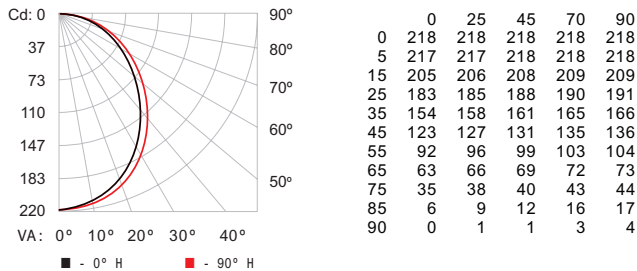 Cd: 0
37
73
110
147
183
220
90º
80º
70º
60º
50º
VA: 0º 10º 20º 30º 40º
- 0º H - 90º H
0 25 45 70 90
0 218 218 218 218 218
5 217 217 218 218 218
15 205 206 208 209 209
25 183 185 188 190 191
35 154 158 161 165 166
45 123 127 131 135 136
55 92 96 99 103 104
65 63 66 69 72 73
75 35 38 40 43 44
85 6 9 12 16 17
90 0 1 1 3 4